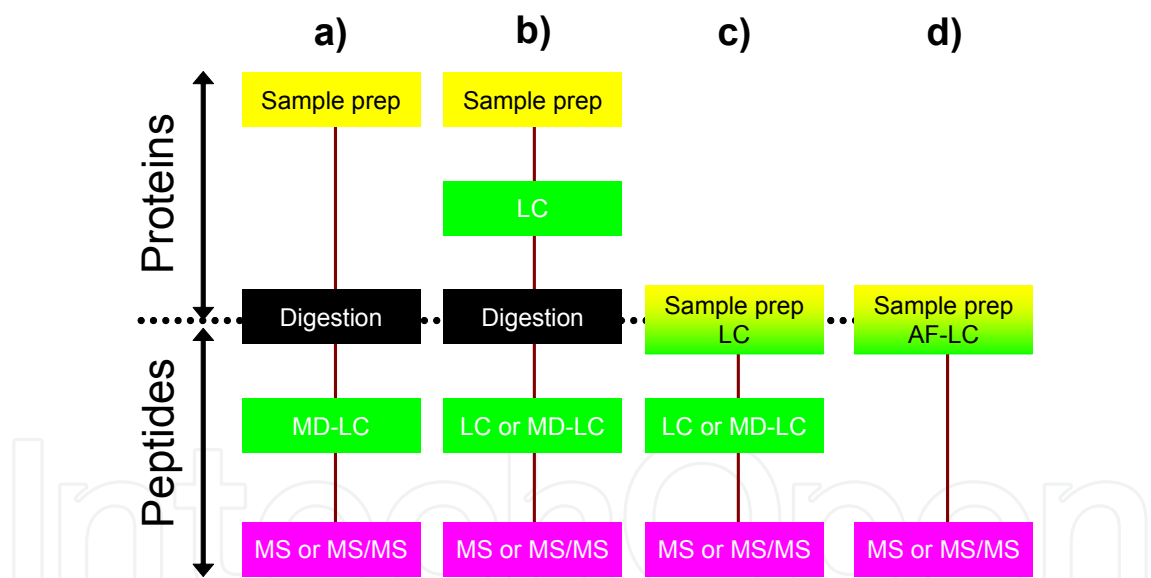 a)
b)
c)
d)
Proteins
Peptides
Sample prep
Sample prep
LC
Digestion
Digestion
Sample prep
LC
Sample prep
AF-LC
MD-LC
LC or MD-LC
LC or MD-LC
MS or MS/MS
MS or MS/MS
MS or MS/MS
MS or MS/MS
IntechOpen